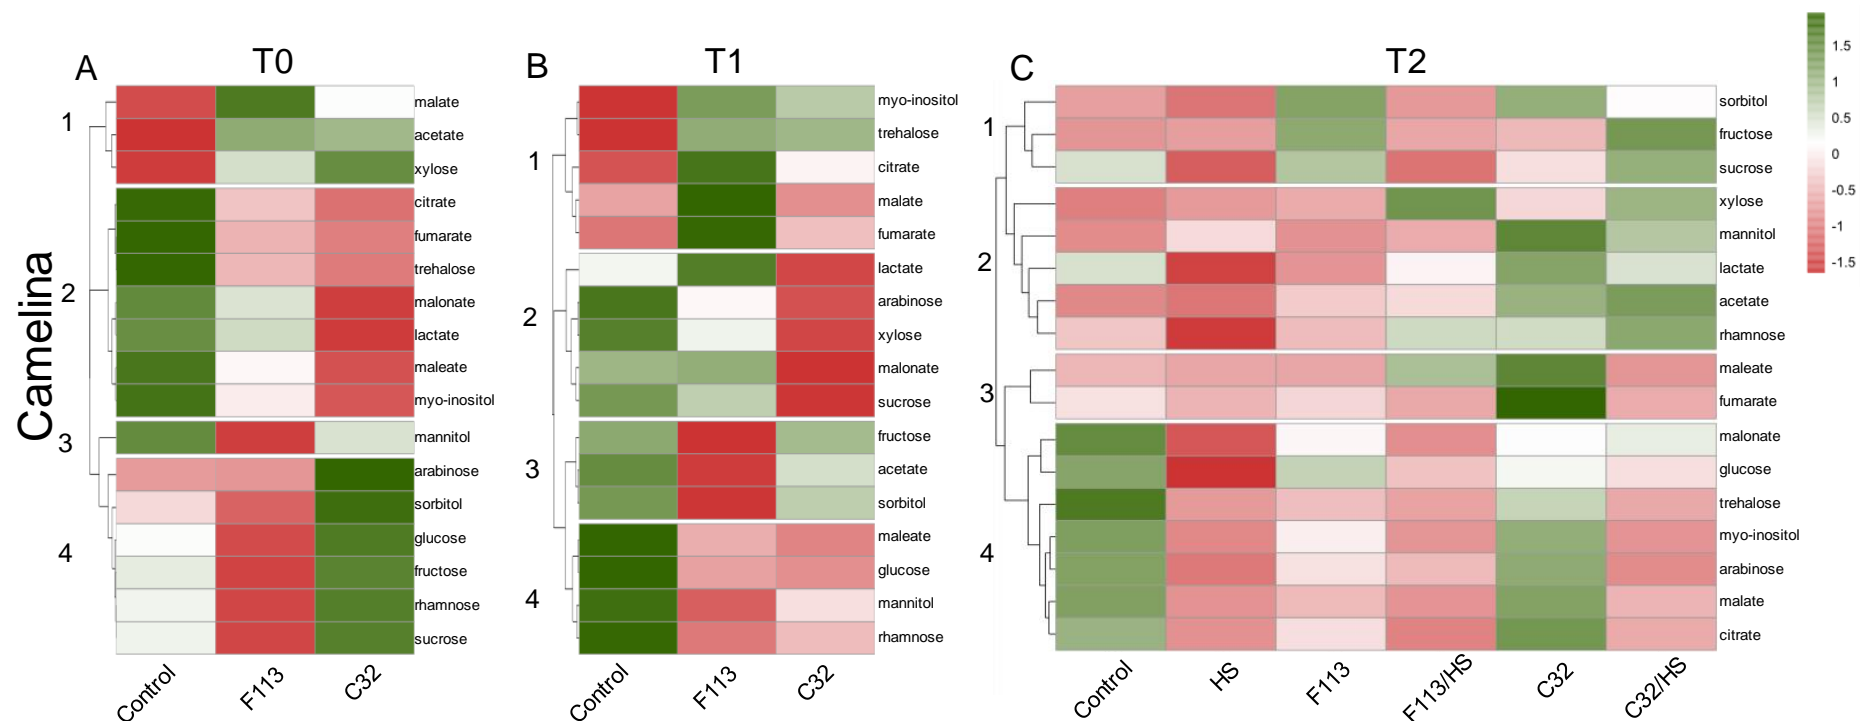 Camelina
A
T0
1
2
3
4
malate
acetate
xylose
citrate
fumarate
trehalose
malonate
lactate
maleate
myo-inositol
mannitol
arabinose
sorbitol
glucose
fructose
rhamnose
sucrose
Control
F113
C32
B
T1
1
2
3
4
myo-inositol
trehalose
citrate
malate
fumarate
lactate
arabinose
xylose
malonate
sucrose
fructose
acetate
sorbitol
maleate
glucose
mannitol
rhamnose
Control
F113
C32
C
T2
1
2
3
4
sorbitol
fructose
sucrose
xylose
mannitol
lactate
acetate
rhamnose
maleate
fumarate
malonate
glucose
trehalose
myo-inositol
arabinose
malate
citrate
Control
HS
F113
F113/HS
C32
C32/HS
1.5
1
0.5
0
-0.5
-1
-1.5